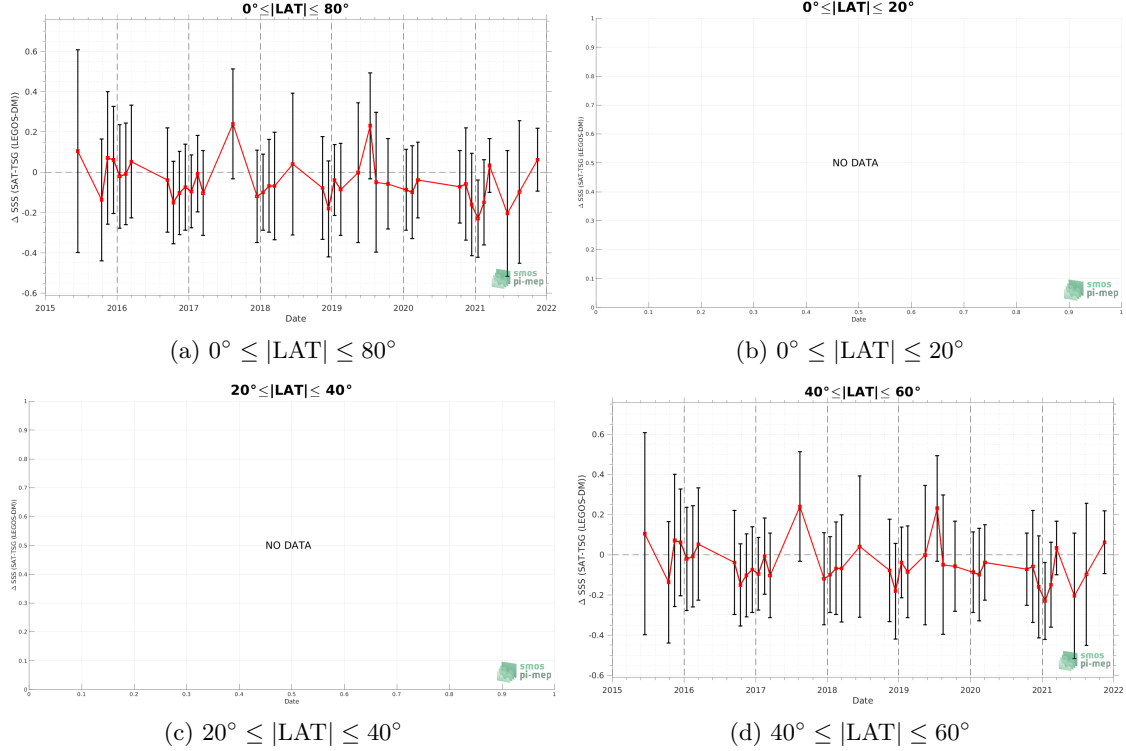 0°≤|LAT|≤ 80°
Δ SSS (SAT-TSG (LEGOS-DM))
0.6
0.4
0.2
0
-0.2
-0.4
-0.6
2015 2016 2017 2018 2019 2020 2021 2022
Date
smos
pi-mep
(a) 0° ≤ |LAT| ≤ 80°
0°≤|LAT|≤ 20°
Δ SSS (SAT-TSG (LEGOS-DM))
1
0.9
0.8
0.7
0.6
0.5
0.4
0.3
0.2
0.1
0
NO DATA
0 0.1 0.2 0.3 0.4 0.5 0.6 0.7 0.8 0.9 1
Date
smos
pi-mep
(b) 0° ≤ |LAT| ≤ 20°
20°≤|LAT|≤ 40°
Δ SSS (SAT-TSG (LEGOS-DM))
1
0.9
0.8
0.7
0.6
0.5
0.4
0.3
0.2
0.1
0
NO DATA
0 0.1 0.2 0.3 0.4 0.5 0.6 0.7 0.8 0.9 1
Date
smos
pi-mep
(c) 20° ≤ |LAT| ≤ 40°
40°≤|LAT|≤ 60°
Δ SSS (SAT-TSG (LEGOS-DM))
0.6
0.4
0.2
0
-0.2
-0.4
-0.6
2015 2016 2017 2018 2019 2020 2021 2022
Date
smos
pi-mep
(d) 40° ≤ |LAT| ≤ 60°